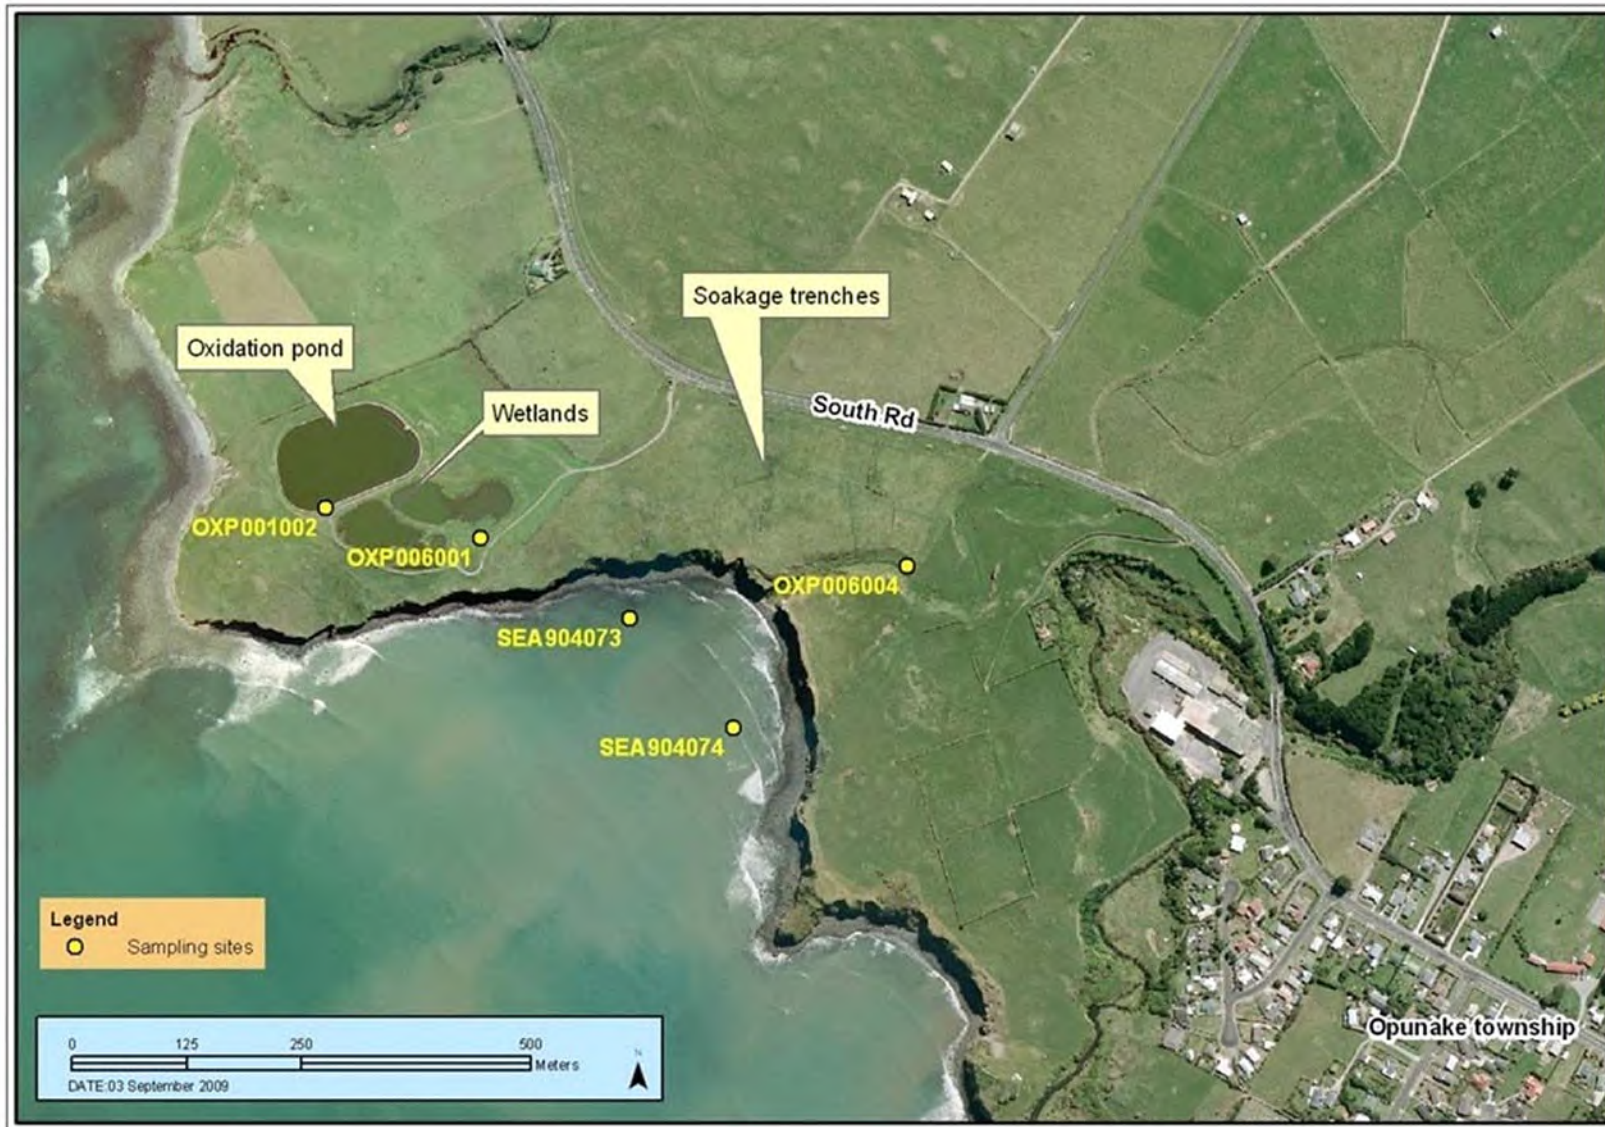 Soakage trenches
Oxidation pond
Wetlands
South Rd
OXP001002
OXP006001
OXP006004
SEA904073
SEA904074
Legend
Sampling sites
Opunake township
0 125 250 500
Meters
N
DATE:03 September 2009